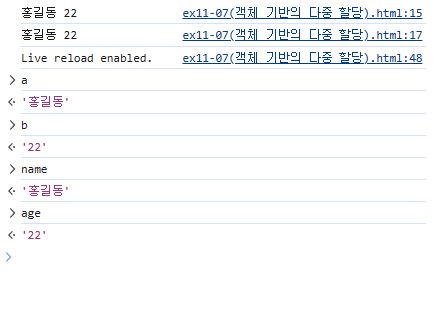 홍길동 22 ex11-07(객체 기반의 다중 할당).html:15
홍길동 22 ex11-07(객체 기반의 다중 할당).html:17
Live reload enabled. ex11-07(객체 기반의 다중 할당).html:48
> a
<· '홍길동'
> b
<· '22'
> name
<· '홍길동'
> age
<· '22'
>